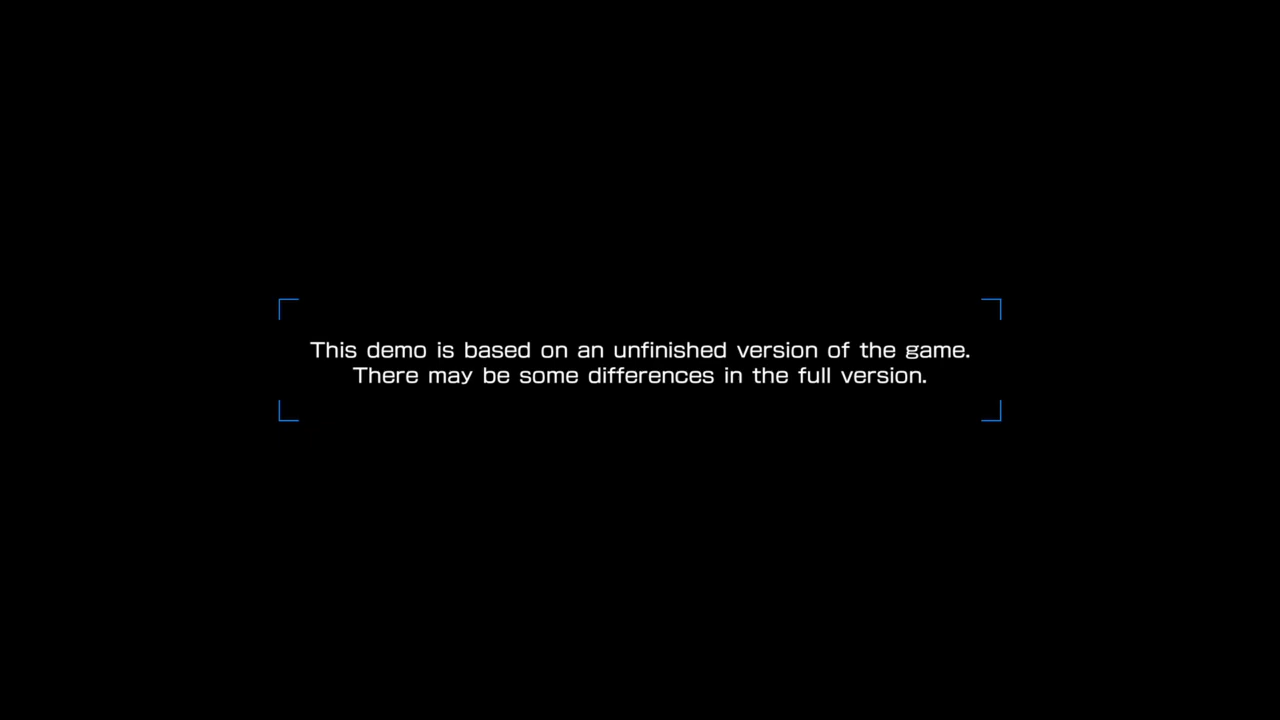 This demo is based on an unfinished version of the game.
There may be some differences in the full version.